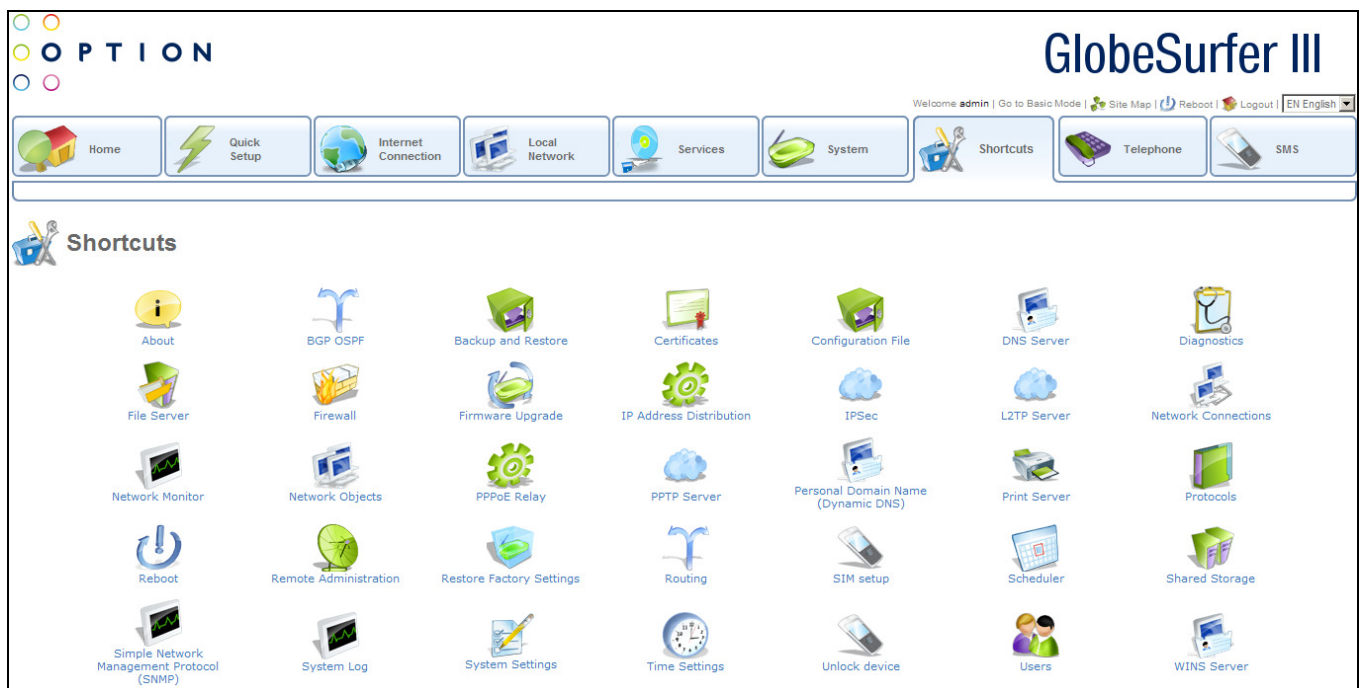 OPTION
GlobeSurfer III
Welcome admin | Go to Basic Mode | Site Map | Reboot | Logout | EN English
Home
Quick
Setup
Internet
Connection
Local
Network
Services
System
Shortcuts
Telephone
SMS
Shortcuts
About
BGP OSPF
Backup and Restore
Certificates
Configuration File
DNS Server
Diagnostics
File Server
Firewall
Firmware Upgrade
IP Address Distribution
IPSec
L2TP Server
Network Connections
Network Monitor
Network Objects
PPPoE Relay
PPTP Server
Personal Domain Name
(Dynamic DNS)
Print Server
Protocols
Reboot
Remote Administration
Restore Factory Settings
Routing
SIM setup
Scheduler
Shared Storage
Simple Network
Management Protocol
(SNMP)
System Log
System Settings
Time Settings
Unlock device
Users
WINS Server